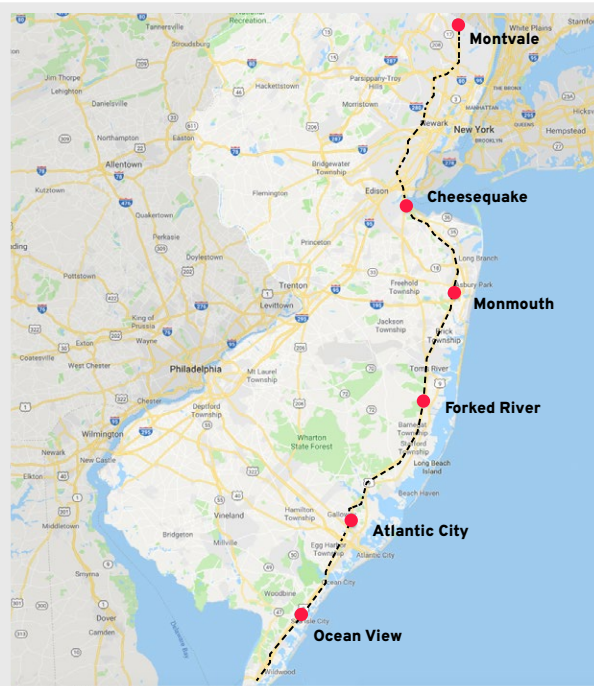 Montvale
White Plains
Stroudsburg
Jim Thorpe
Lehighton
Hackettstown
Parsippany-Troy
Hills
THE BRONX
Danielsville
Morristown
MANHATTAN
Northampton
Easton
Newark
New York
Hempstead
QUEENS
BROOKLYN
Allentown
Bridgewater
Township
Kutztown
Flemington
Edison
Cheesequake
Quakertown
Perkasie
Princeton
Long Branch
Doylestown
Pottstown
Trenton
Freehold
Township
Asbury Park
Monmouth
Levittown
King of
Prussia
Jackson
Township
Brick
Township
Wayne
Coatesville
West Chester
Philadelphia
Mt Laurel
Township
Toms River
Chester
Deptford
Township
Forked River
Wilmington
Barnegat
Township
Stafford
Township
Wharton
State Forest
Newark
New Castle
Long Beach
Island
Elkton
Beach Haven
Vineland
Hamilton
Township
Atlantic City
Middletown
Bridgeton
Millville
Egg Harbor
Township
Atlantic City
Smyrna
Ocean City
Woodbine
Dover
Camden
Sea Isle City
Ocean View
Delaware Bay
Wildwood